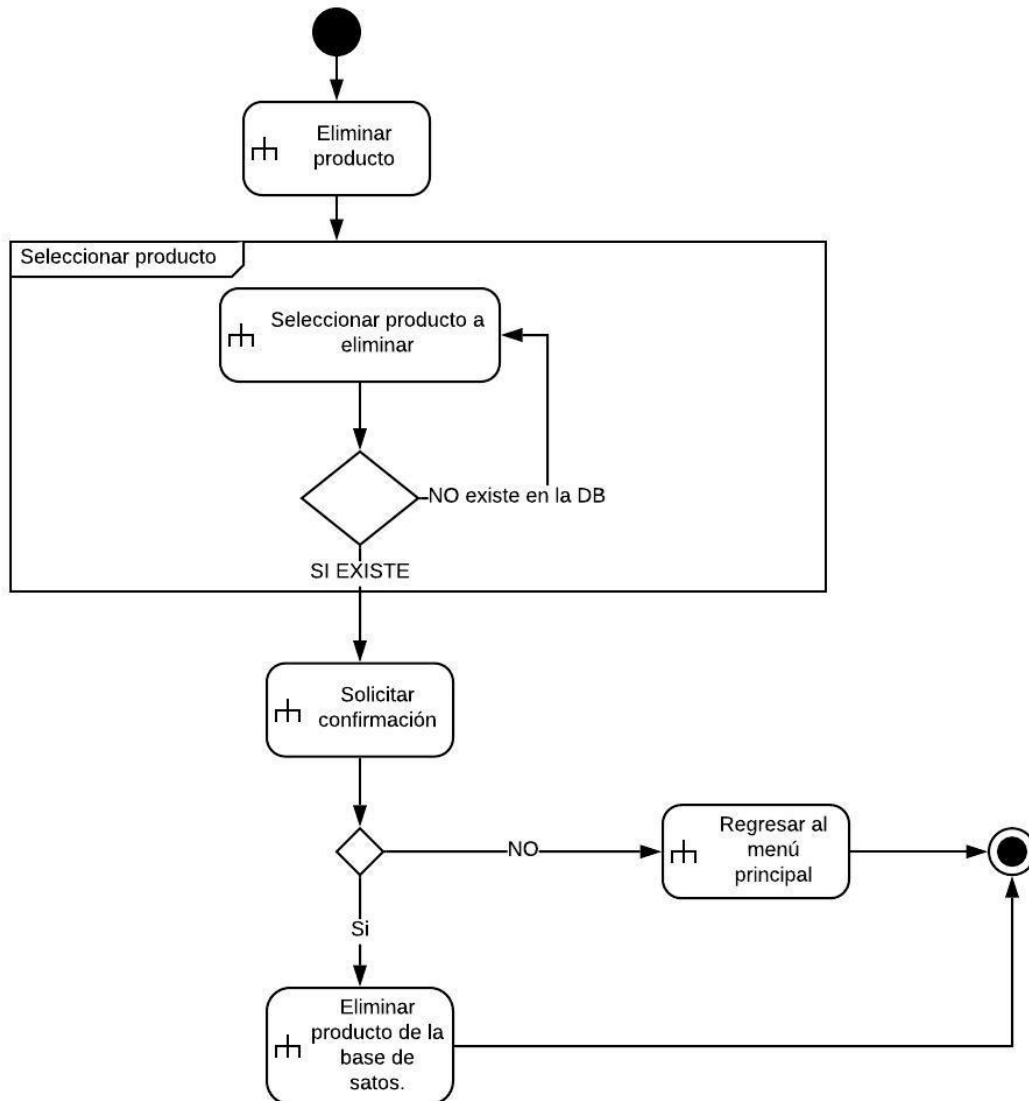 Eliminar
producto
Seleccionar producto
Seleccionar producto a
eliminar
NO existe en la DB
SI EXISTE
Solicitar
confirmación
NO
Regresar al
menú
principal
Si
Eliminar
producto de la
base de
satos.